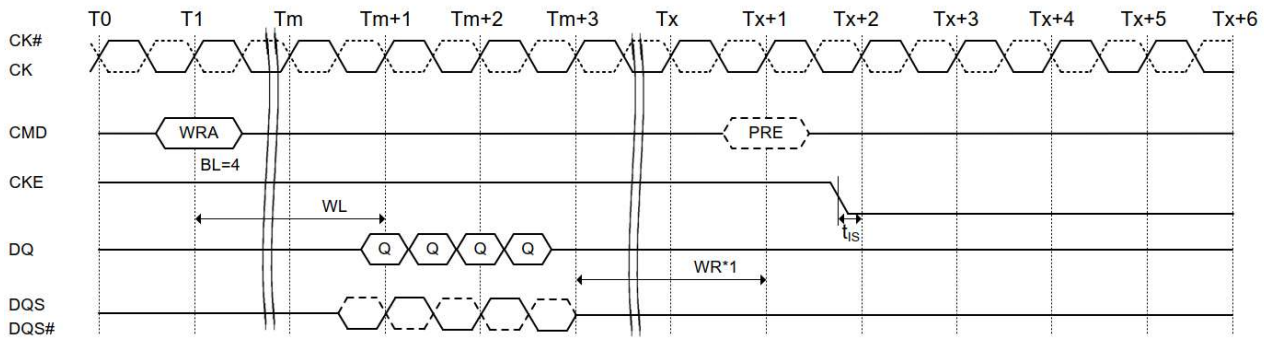 T0 T1 Tm Tm+1 Tm+2 Tm+3 Tx Tx+1 Tx+2 Tx+3 Tx+4 Tx+5 Tx+6
CK#
CK
CMD WRA PRE
BL=4
CKE
WL
tIS
DQ Q Q Q Q
WR*1
DQS
DQS#